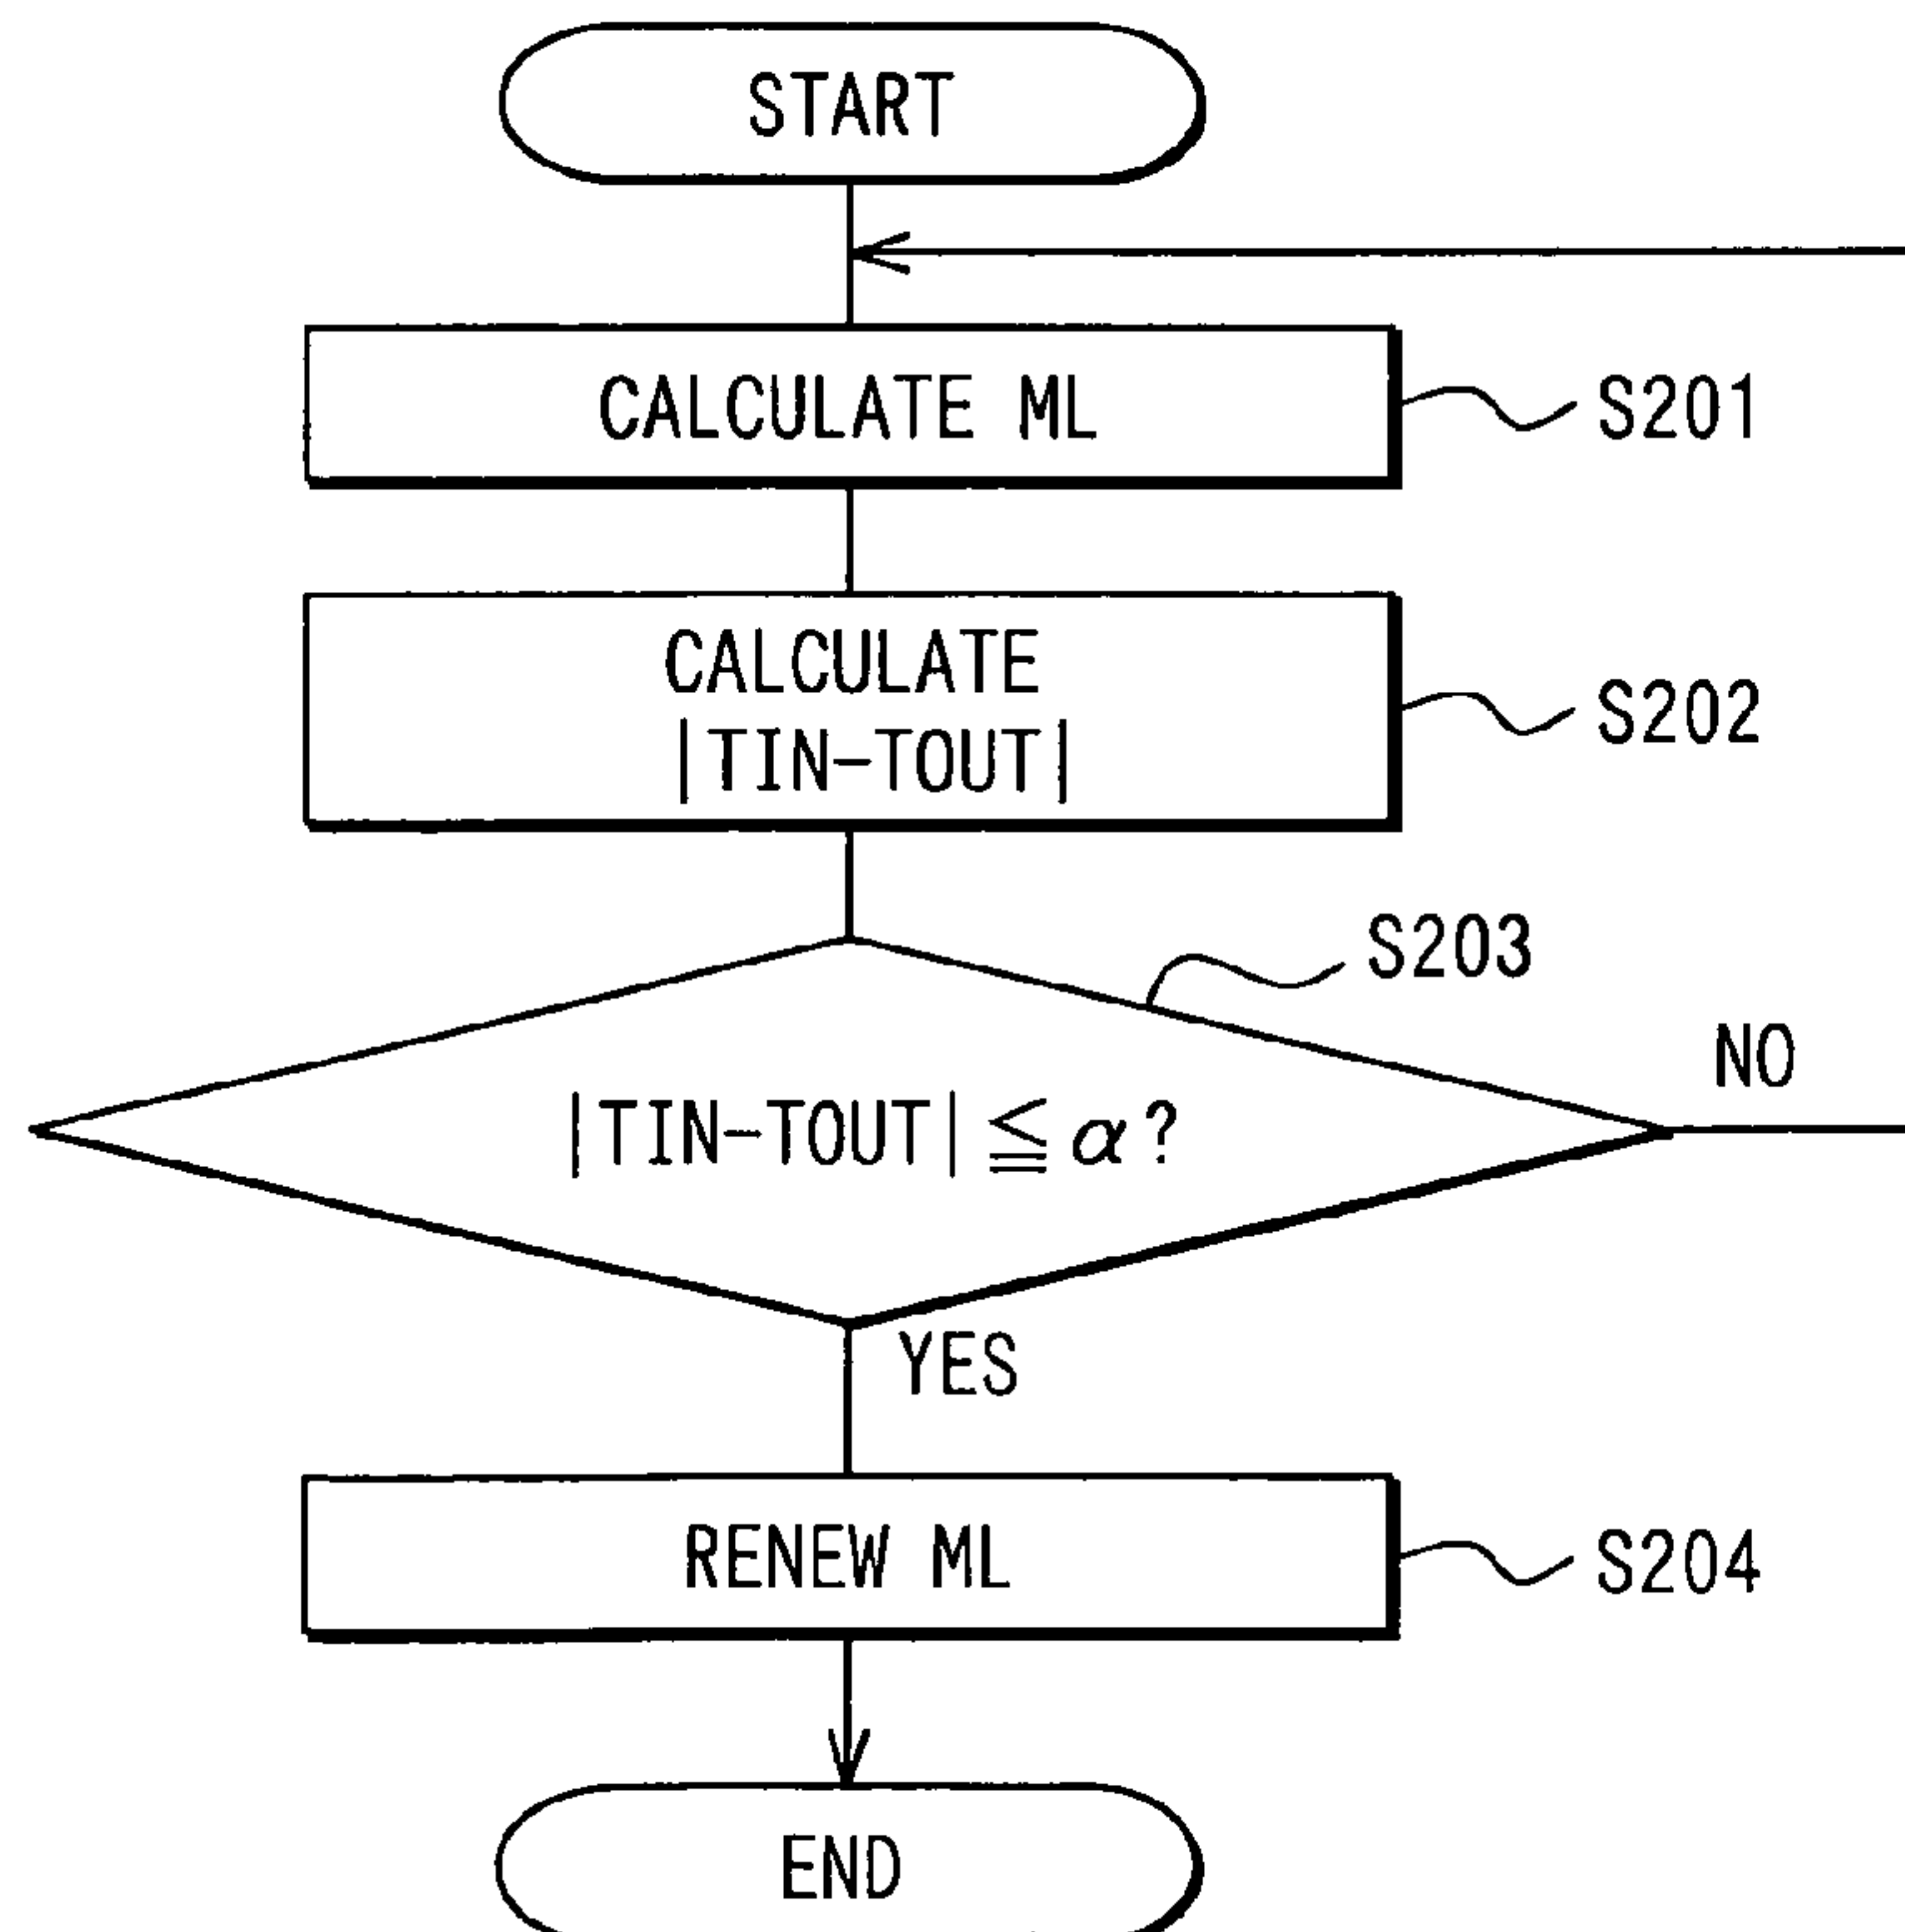 START
CALCULATE ML
S201
CALCULATE
|TIN-TOUT|
S202
S203
|TIN-TOUT|≦α?
NO
YES
RENEW ML
S204
END